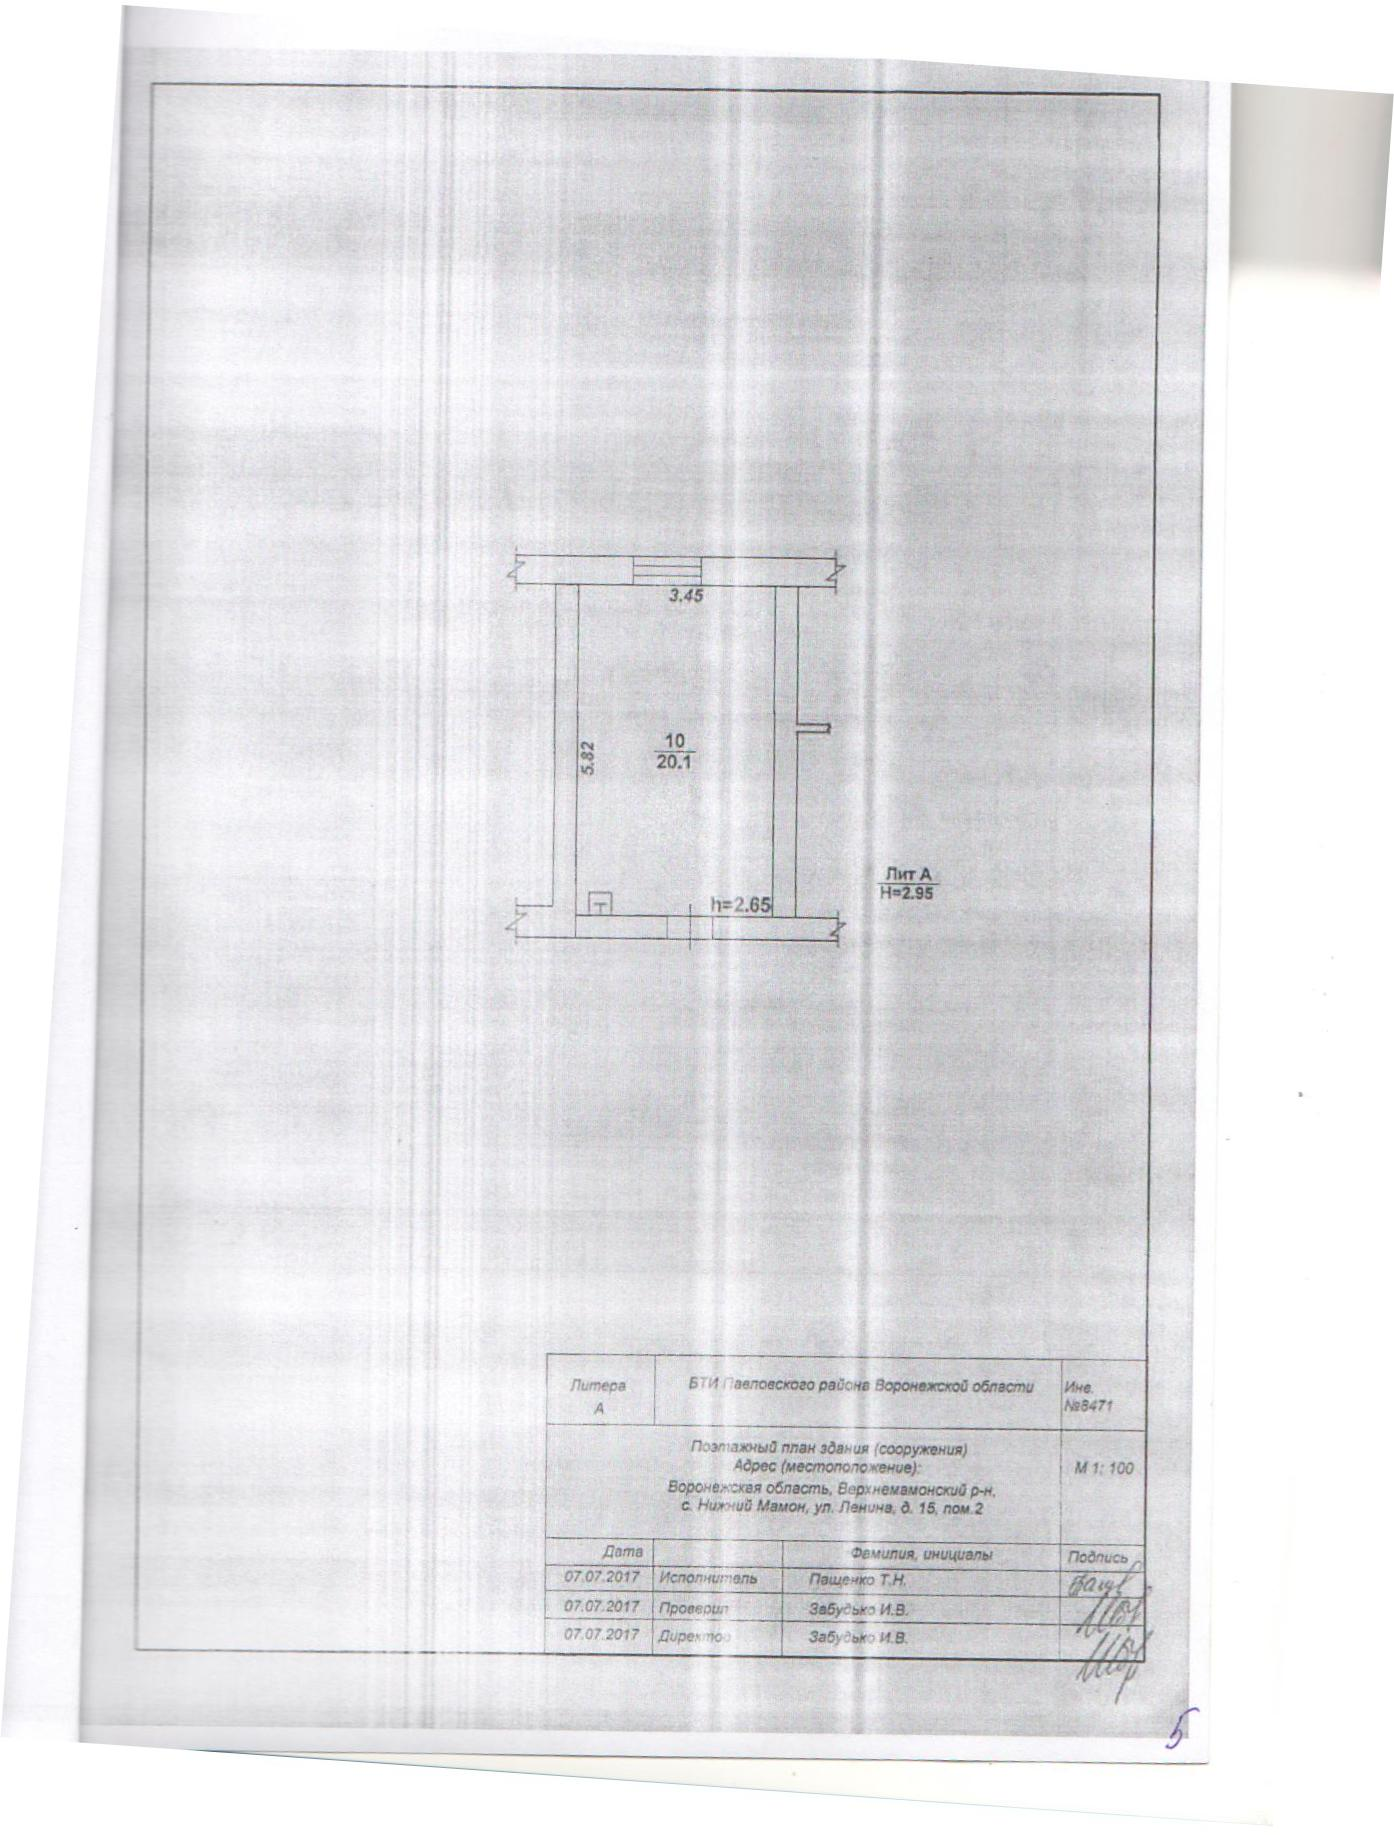 3.45
5.82
10
20.1
h=2.65
Лит А
H=2.95
Литера
А
БТИ Павловского района Воронежской области
Инв.
№8471
Поэтажный план здания (сооружения)
Адрес (местоположение):
Воронежская область, Верхнемамонский р-н,
с. Нижний Мамон, ул. Ленина, д. 15, пом.2
М 1: 100
Дата Фамилия, инициалы Подпись
07.07.2017 Исполнитель Пащенко Т.Н.
07.07.2017 Проверил Забудько И.В.
07.07.2017 Директор Забудько И.В.
5